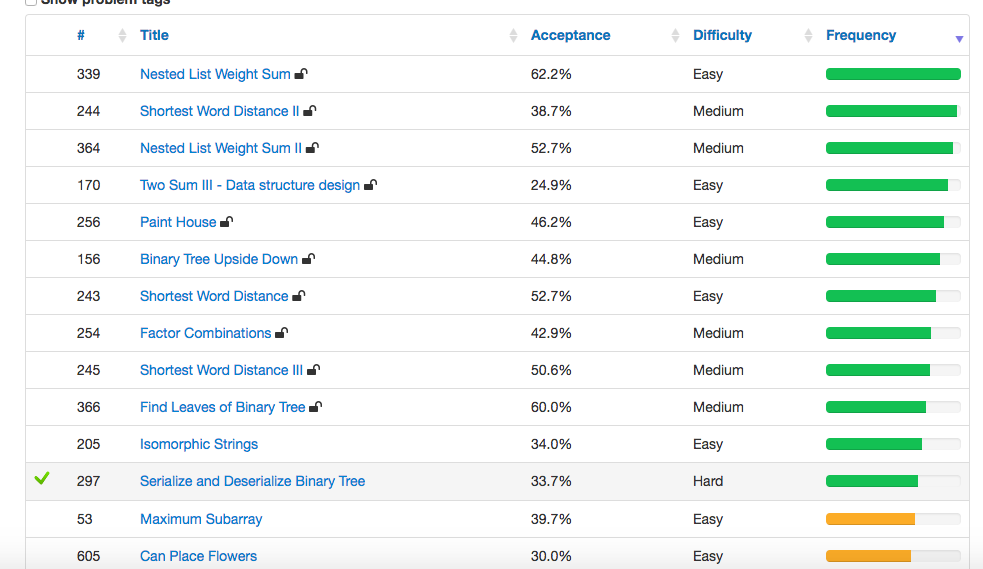 Show problem tags
# Title Acceptance Difficulty Frequency
339 Nested List Weight Sum 62.2% Easy
244 Shortest Word Distance II 38.7% Medium
364 Nested List Weight Sum II 52.7% Medium
170 Two Sum III - Data structure design 24.9% Easy
256 Paint House 46.2% Easy
156 Binary Tree Upside Down 44.8% Medium
243 Shortest Word Distance 52.7% Easy
254 Factor Combinations 42.9% Medium
245 Shortest Word Distance III 50.6% Medium
366 Find Leaves of Binary Tree 60.0% Medium
205 Isomorphic Strings 34.0% Easy
297 Serialize and Deserialize Binary Tree 33.7% Hard
53 Maximum Subarray 39.7% Easy
605 Can Place Flowers 30.0% Easy